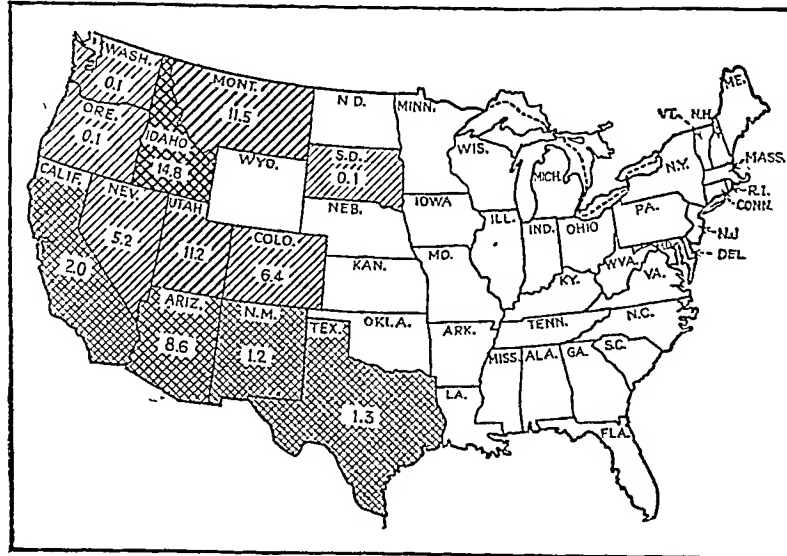 WASH.
0.1
MONT.
11.5
N D.
MINN.
ME.
ORE.
0.1
IDAHO
14.8
WYO.
S.D.
0.1
WIS.
MICH.
VT.
N.H.
N.Y.
MASS.
R.I.
CONN.
CALIF.
2.0
NEV.
5.2
UTAH
11.2
COLO.
6.4
NEB.
IOWA
ILL.
IND.
OHIO
PA.
N.J
DEL.
KAN.
MO.
KY.
W.VA.
VA.
ARIZ.
8.6
N.M.
1.2
TEX.
1.3
OKLA.
ARK.
TENN.
N.C.
S.C.
MISS.
ALA.
GA.
LA.
FLA.